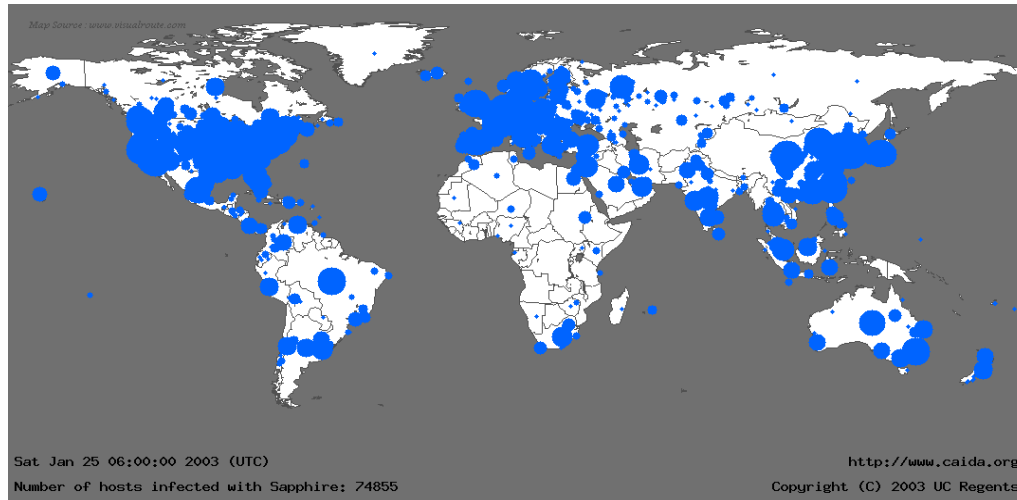 Map Source: www.visualroute.com
Sat Jan 25 06:00:00 2003 (UTC)
http://www.caida.org
Number of hosts infected with Sapphire: 74855
Copyright (C) 2003 UC Regents